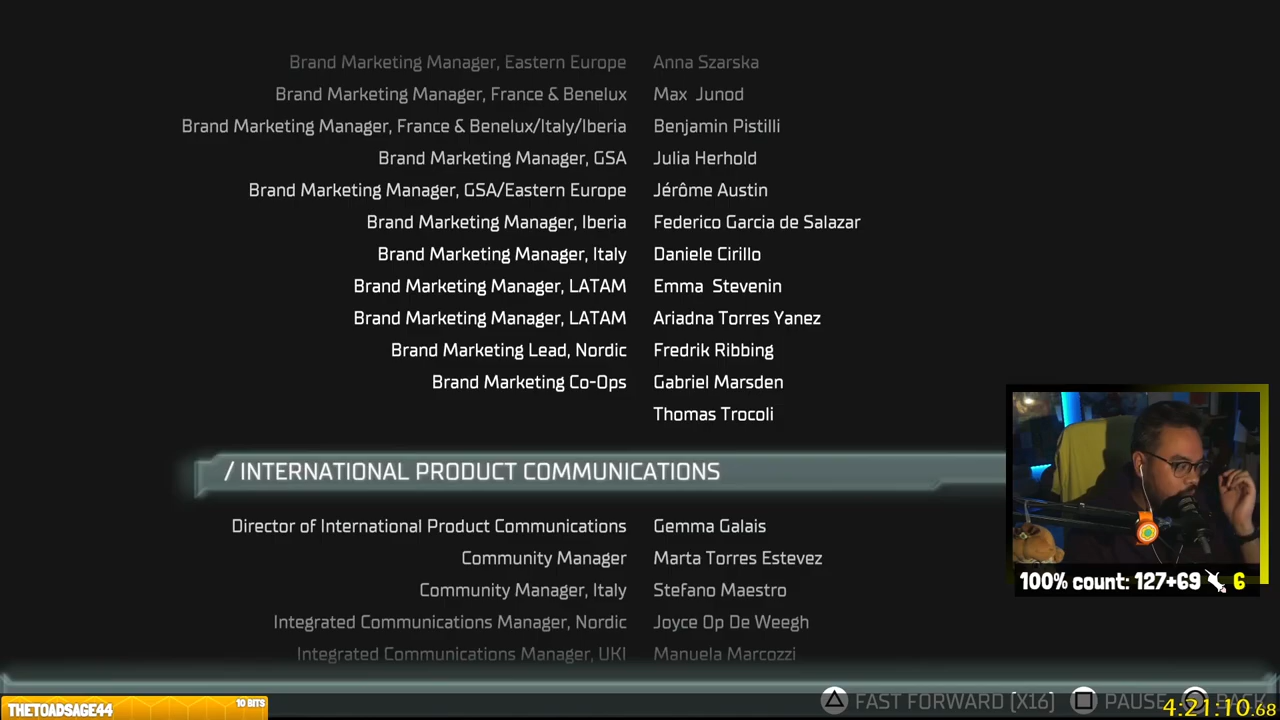 Brand Marketing Manager, Eastern Europe Anna Szarska
Brand Marketing Manager, France & Benelux Max Junod
Brand Marketing Manager, France & Benelux/Italy/Iberia Benjamin Pistilli
Brand Marketing Manager, GSA Julia Herhold
Brand Marketing Manager, GSA/Eastern Europe Jérôme Austin
Brand Marketing Manager, Iberia Federico Garcia de Salazar
Brand Marketing Manager, Italy Daniele Cirillo
Brand Marketing Manager, LATAM Emma Stevenin
Brand Marketing Manager, LATAM Ariadna Torres Yanez
Brand Marketing Lead, Nordic Fredrik Ribbing
Brand Marketing Co-Ops Gabriel Marsden
Thomas Trocoli
/ INTERNATIONAL PRODUCT COMMUNICATIONS
Director of International Product Communications Gemma Galais
Community Manager Marta Torres Estevez
Community Manager, Italy Stefano Maestro
Integrated Communications Manager, Nordic Joyce Op De Weegh
Integrated Communications Manager, UKI Manuela Marcozzi
100% count: 127+69 6
FAST FORWARD [X16] PAUSE BACK
THETOADSAGE44 10 BITS
4:21:10.68